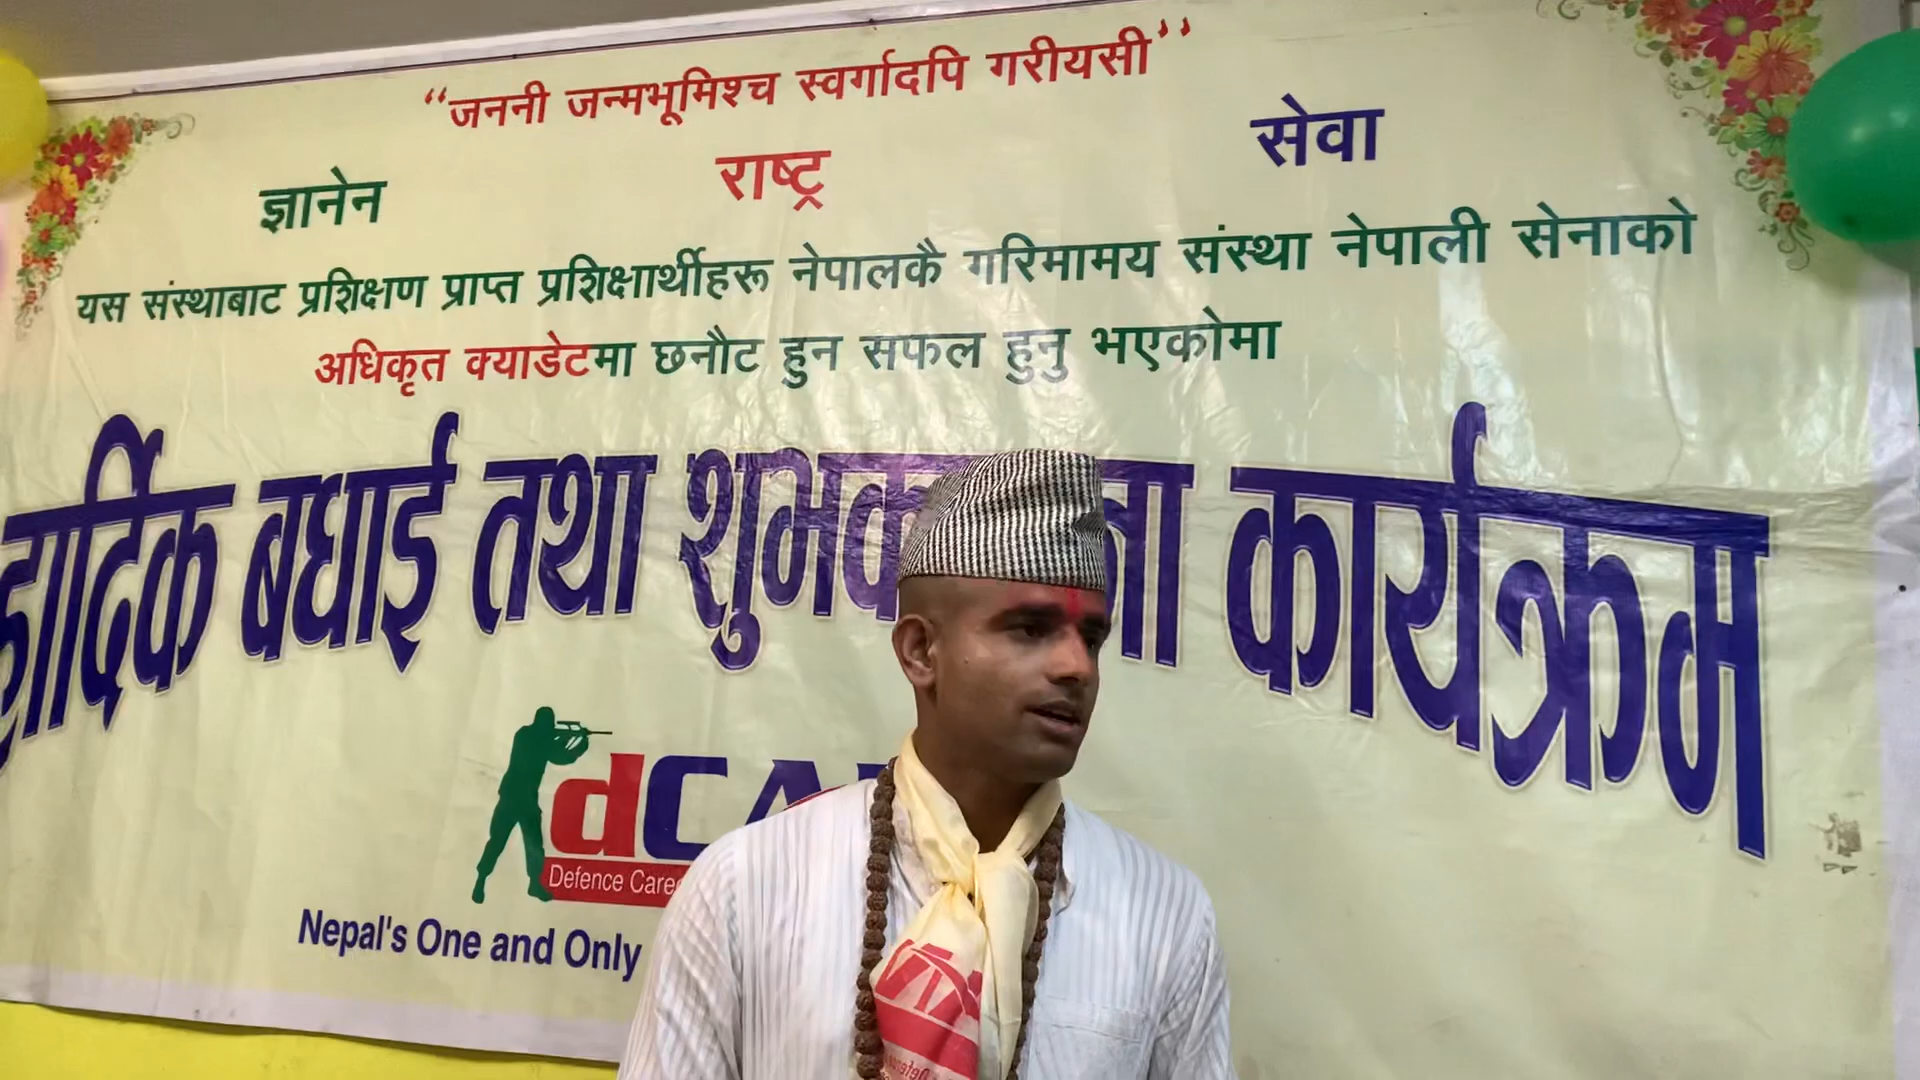 “जननी जन्मभूमिश्च स्वर्गादपि गरीयसी”
ज्ञानेन राष्ट्र सेवा
यस संस्थाबाट प्रशिक्षण प्राप्त प्रशिक्षार्थीहरू नेपालकै गरिमामय संस्था नेपाली सेनाको
अधिकृत क्याडेटमा छनौट हुन सफल हुनु भएकोमा
हार्दिक बधाई तथा कार्यक्रम
Defence
Nepal's One and Only